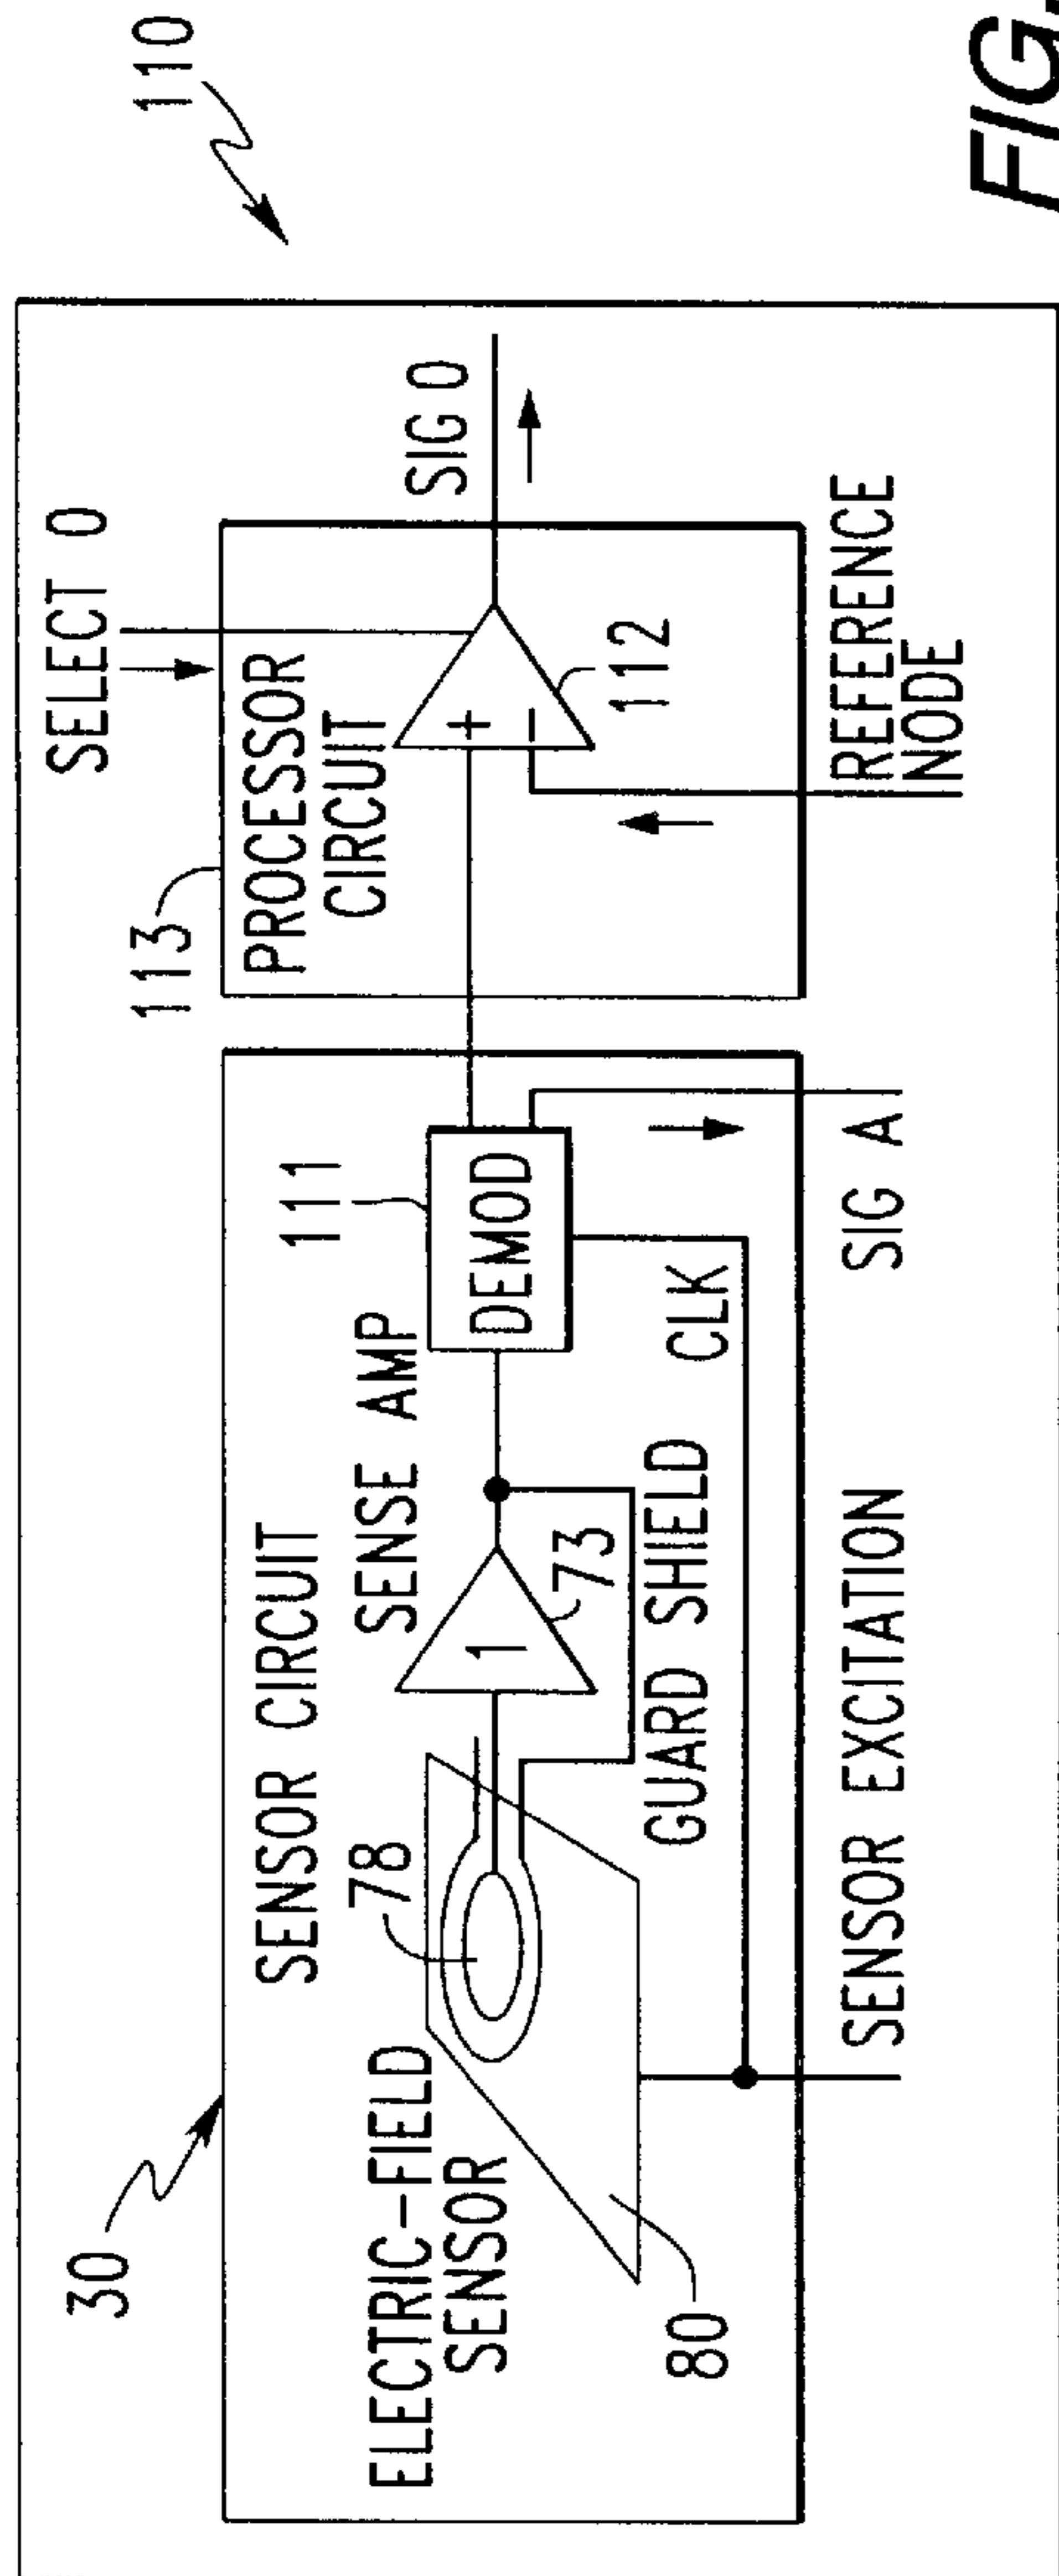 110
FIG.
SELECT 0
113
PROCESSOR
CIRCUIT
SIG 0
+
−
112
REFERENCE
NODE
30
SENSOR CIRCUIT
ELECTRIC-FIELD
SENSOR
78
SENSE AMP
1
73
111
DEMOD
GUARD SHIELD
CLK
80
SENSOR EXCITATION
SIG A